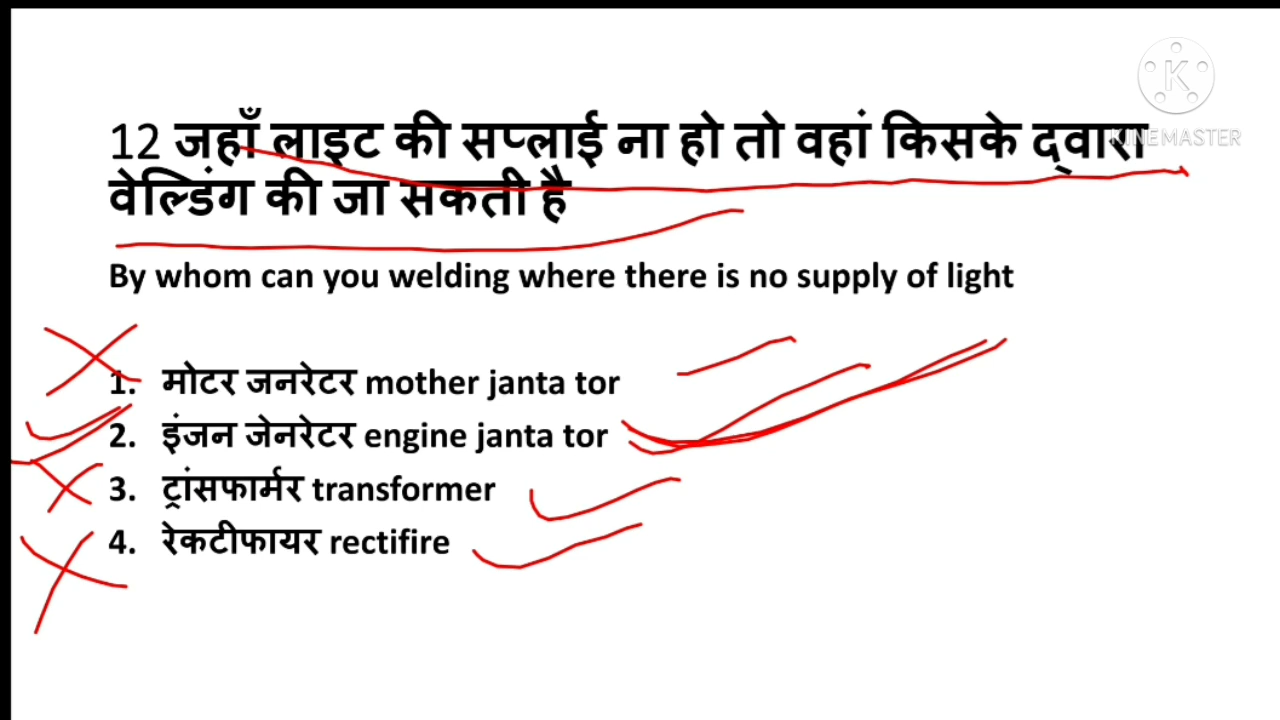 K
KINEMASTER
12 जहाँ लाइट की सप्लाई ना हो तो वहां किसके द्वारा
वेल्डिंग की जा सकती है
By whom can you welding where there is no supply of light
1. मोटर जनरेटर mother janta tor
2. इंजन जेनरेटर engine janta tor
3. ट्रांसफार्मर transformer
4. रेकटीफायर rectifire